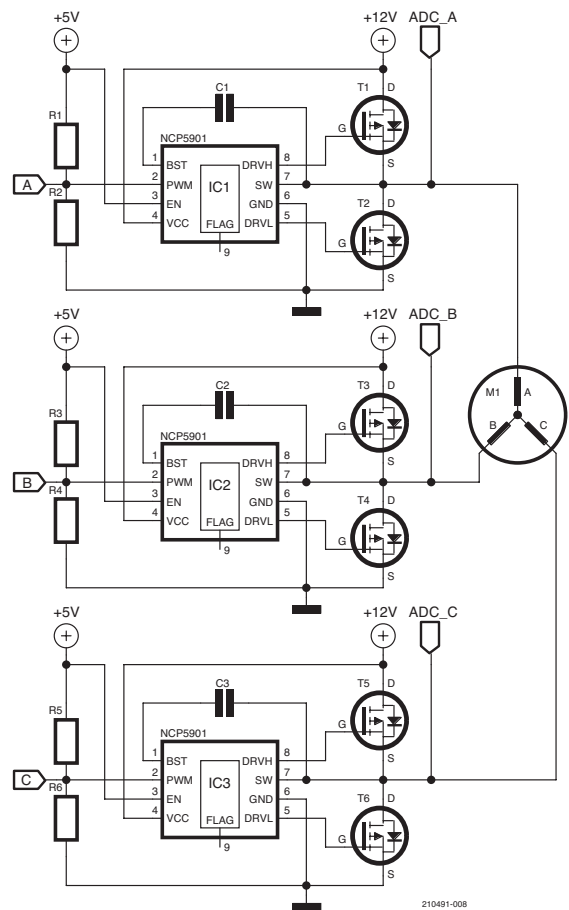 +5V
+12V ADC_A
C1
T1 D
R1
NCP5901
G
1 BST DRVH 8
S
A
2 PWM IC1 SW 7
R2
3 EN GND 6
T2 D
4 VCC FLAG DRVL 5
G
9
S
+5V
+12V ADC_B
C2
T3 D
M1 A
B C
R3
NCP5901
G
1 BST DRVH 8
S
B
2 PWM IC2 SW 7
R4
3 EN GND 6
T4 D
4 VCC FLAG DRVL 5
G
9
S
+5V
+12V ADC_C
C3
T5 D
R5
NCP5901
G
1 BST DRVH 8
S
C
2 PWM IC3 SW 7
R6
3 EN GND 6
T6 D
4 VCC FLAG DRVL 5
G
9
S
210491-008